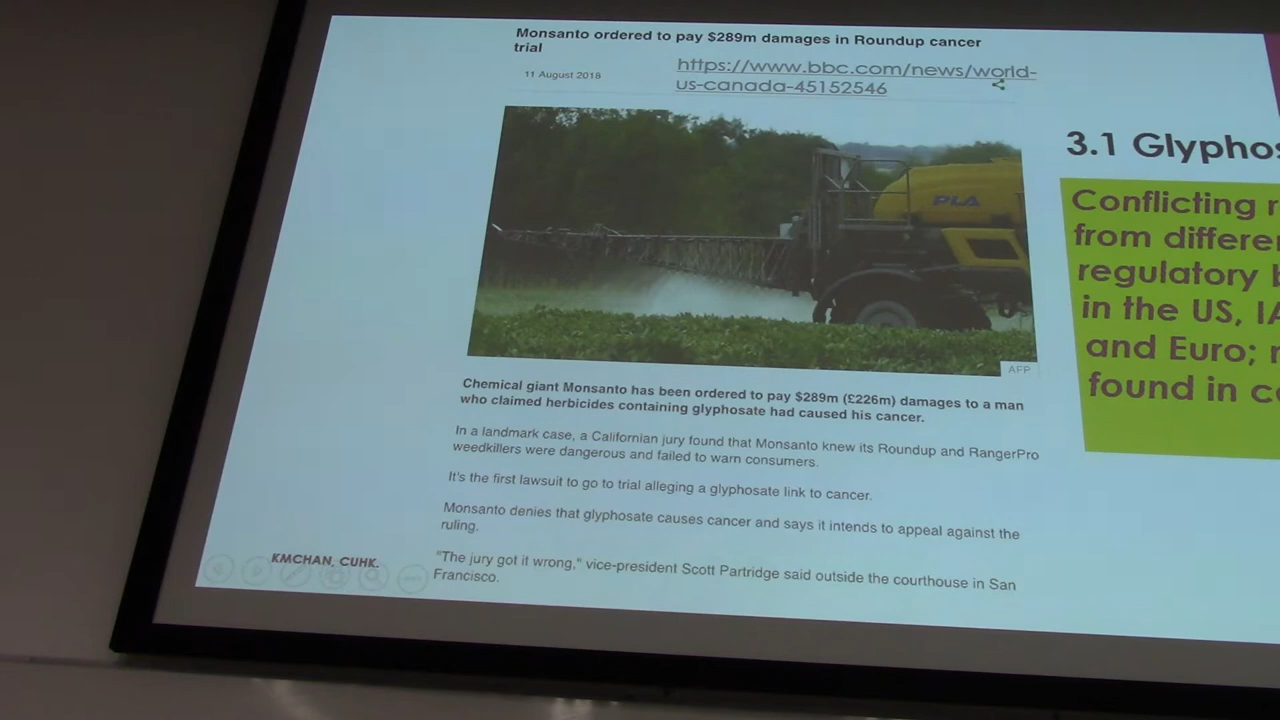 Monsanto ordered to pay $289m damages in Roundup cancer
trial
11 August 2018
https://www.bbc.com/news/world-
us-canada-45152546
PLA
AFP
Chemical giant Monsanto has been ordered to pay $289m (£226m) damages to a man
who claimed herbicides containing glyphosate had caused his cancer.
In a landmark case, a Californian jury found that Monsanto knew its Roundup and RangerPro
weedkillers were dangerous and failed to warn consumers.
It's the first lawsuit to go to trial alleging a glyphosate link to cancer.
Monsanto denies that glyphosate causes cancer and says it intends to appeal against the
ruling.
"The jury got it wrong," vice-president Scott Partridge said outside the courthouse in San
Francisco.
KMCHAN, CUHK.
3.1 Glyphos
Conflicting r
from differe
regulatory b
in the US, IA
and Euro; r
found in c